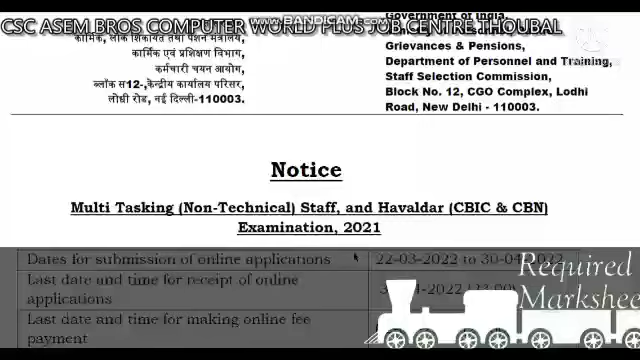 CSC ASEM BROS COMPUTER WORLD PLUS JOB CENTRE THOUBAL
BANDICAM
कार्मिक, लोक शिकायत तथा पेंशन मंत्रालय,
कार्मिक एवं प्रशिक्षण विभाग,
कर्मचारी चयन आयोग,
ब्लॉक स12-,केन्द्रीय कार्यालय परिसर,
लोधी रोड, नई दिल्ली-110003.
Government of India,
Grievances & Pensions,
Department of Personnel and Training,
Staff Selection Commission,
Block No. 12, CGO Complex, Lodhi
Road, New Delhi - 110003.
Notice
Multi Tasking (Non-Technical) Staff, and Havaldar (CBIC & CBN)
Examination, 2021
Dates for submission of online applications 22-03-2022 to 30-04-2022
Last date and time for receipt of online
applications
Last date and time for making online fee
payment
Required
Markshee